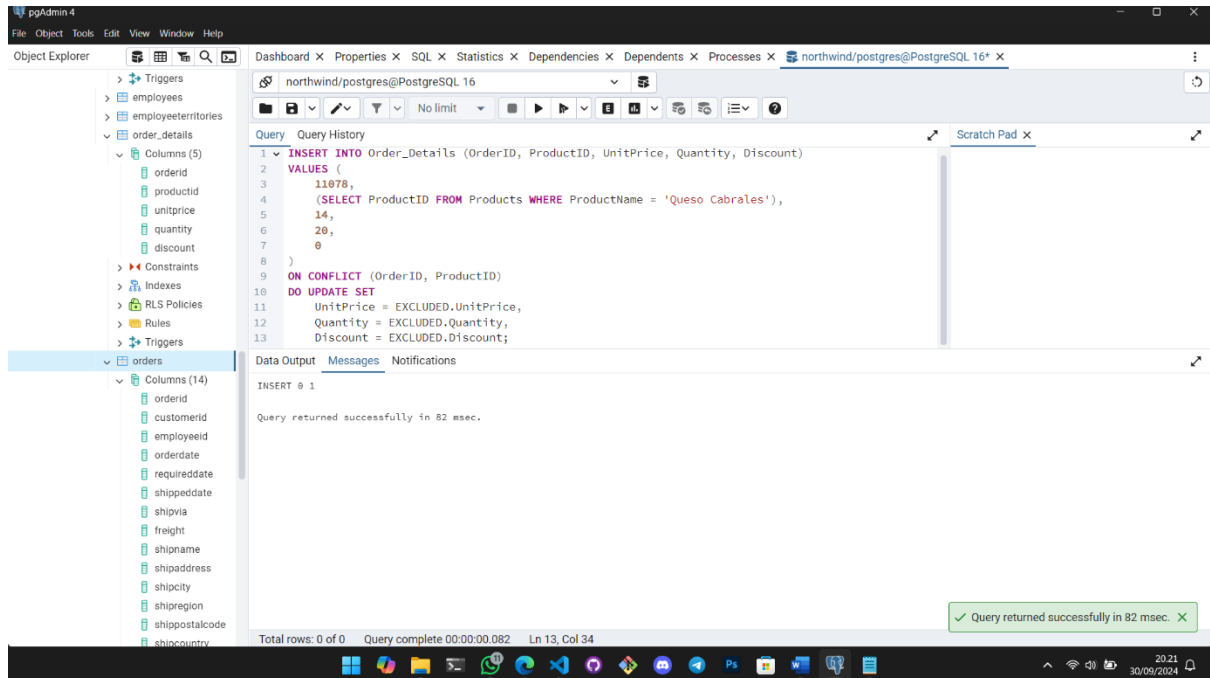 pgAdmin 4
File Object Tools Edit View Window Help
Object Explorer
Dashboard X Properties X SQL X Statistics X Dependencies X Dependents X Processes X northwind/postgres@PostgreSQL 16* X
Triggers
employees
employeeterritories
order_details
Columns (5)
orderid
productid
unitprice
quantity
discount
Constraints
Indexes
RLS Policies
Rules
Triggers
orders
Columns (14)
orderid
customerid
employeeid
orderdate
requireddate
shippeddate
shipvia
freight
shipname
shipaddress
shipcity
shipregion
shippostalcode
shipcountry
northwind/postgres@PostgreSQL 16
No limit
Query Query History
Scratch Pad X
1 INSERT INTO Order_Details (OrderID, ProductID, UnitPrice, Quantity, Discount)
2 VALUES (
3 11078,
4 (SELECT ProductID FROM Products WHERE ProductName = 'Queso Cabrales'),
5 14,
6 20,
7 0
8 )
9 ON CONFLICT (OrderID, ProductID)
10 DO UPDATE SET
11 UnitPrice = EXCLUDED.UnitPrice,
12 Quantity = EXCLUDED.Quantity,
13 Discount = EXCLUDED.Discount;
Data Output Messages Notifications
INSERT 0 1
Query returned successfully in 82 msec.
Query returned successfully in 82 msec. X
Total rows: 0 of 0 Query complete 00:00:00.082 Ln 13, Col 34
11
Ps
20.21
30/09/2024